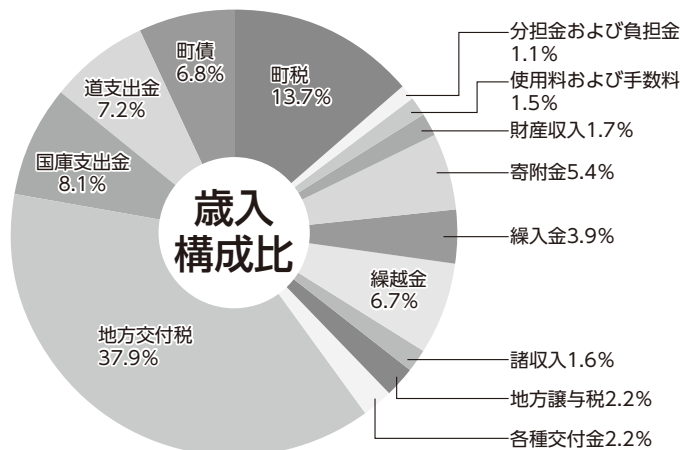 歳入
構成比
町税
13.7%
分担金および負担金
1.1%
使用料および手数料
1.5%
財産収入1.7%
寄附金5.4%
繰入金3.9%
繰越金
6.7%
諸収入1.6%
地方譲与税2.2%
各種交付金2.2%
地方交付税
37.9%
国庫支出金
8.1%
道支出金
7.2%
町債
6.8%